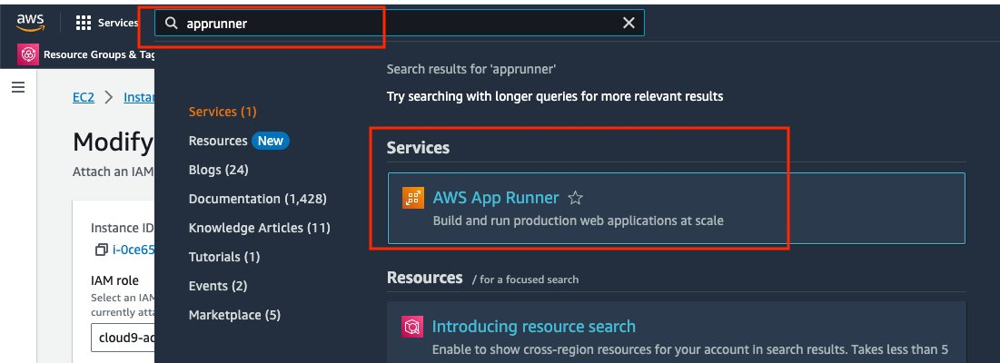 aws
Services
apprunner
Resource Groups & Tag
EC2
Instan
Modify
Attach an IAM
Instance ID
i-0ce65
IAM role
Select an IAM
currently atta
cloud9-ad
Search results for 'apprunner'
Try searching with longer queries for more relevant results
Services (1)
Resources New
Blogs (24)
Documentation (1,428)
Knowledge Articles (11)
Tutorials (1)
Events (2)
Marketplace (5)
Services
AWS App Runner
Build and run production web applications at scale
Resources / for a focused search
Introducing resource search
Enable to show cross-region resources for your account in search results. Takes less than 5